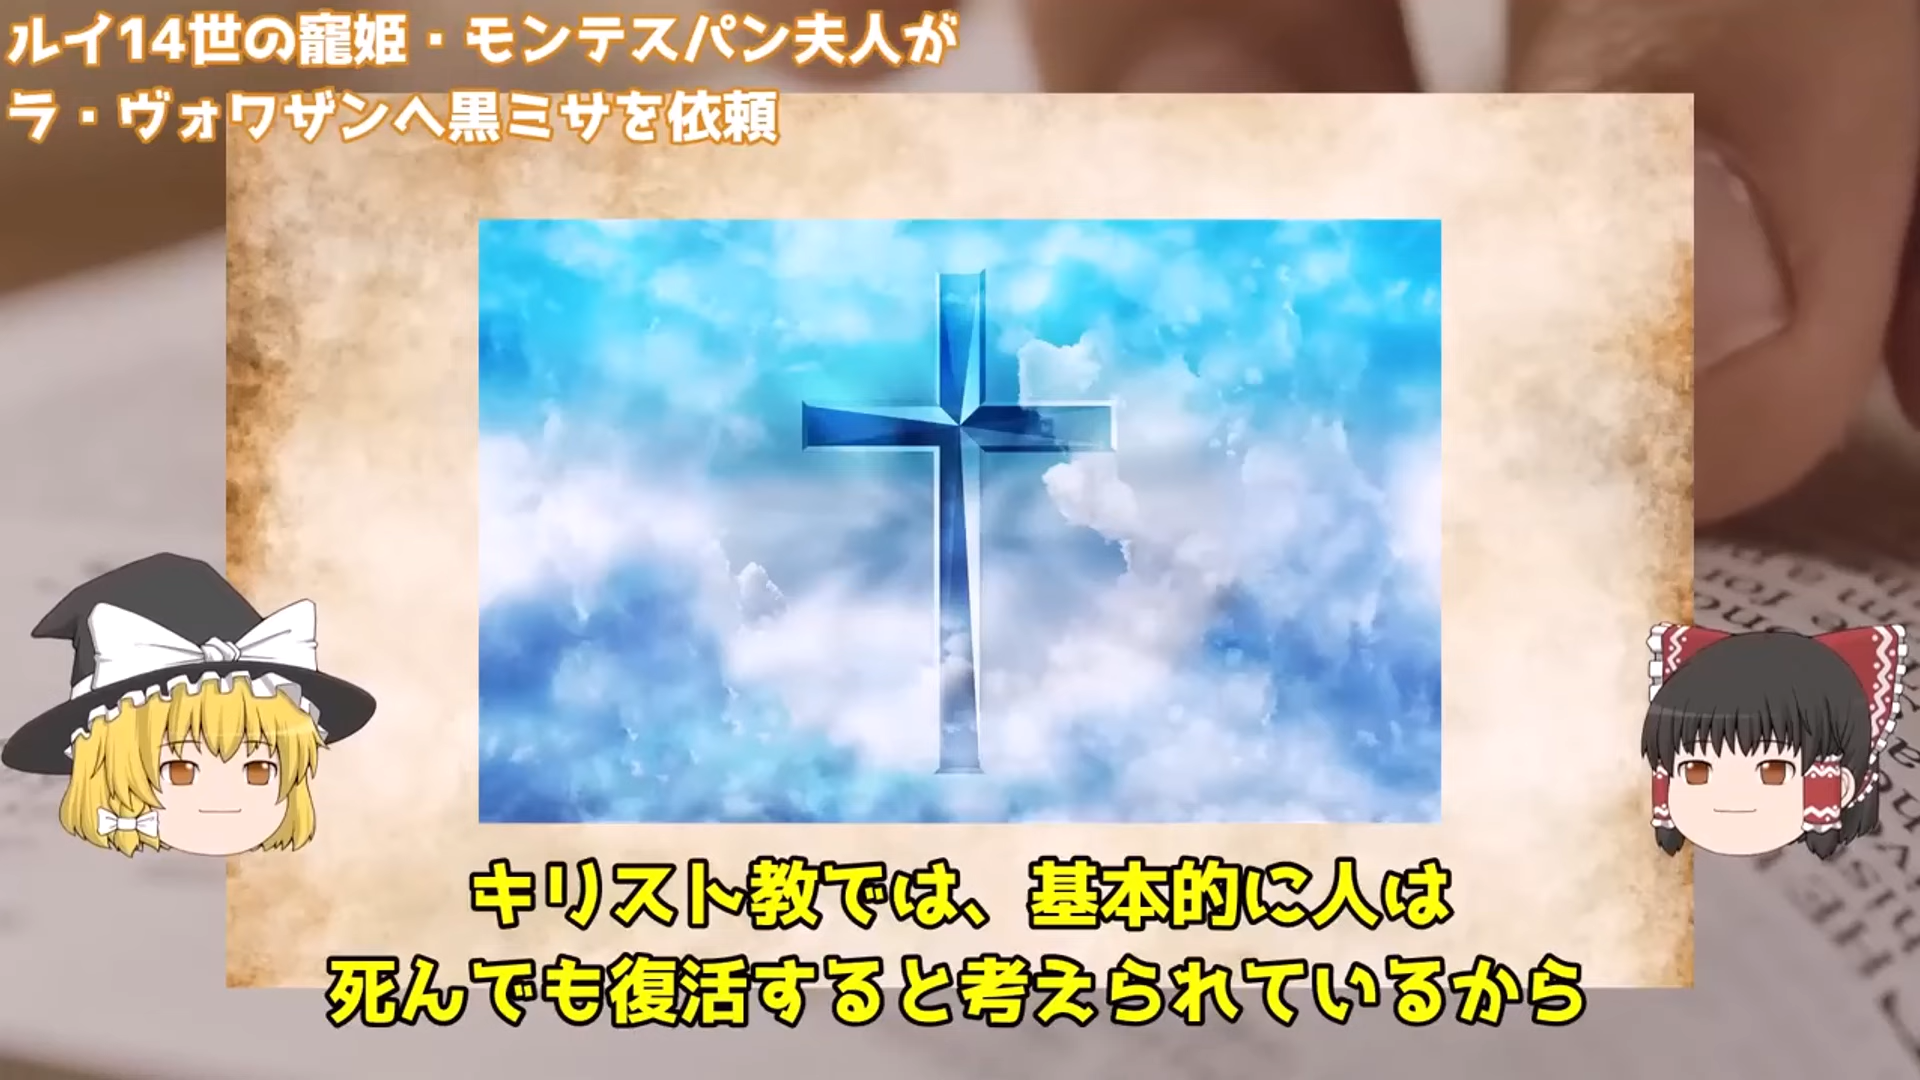 ルイ14世の寵姫・モンテスパン夫人が
ラ・ヴォワザンへ黒ミサを依頼
キリスト教では、基本的に人は
死んでも復活すると考えられているから